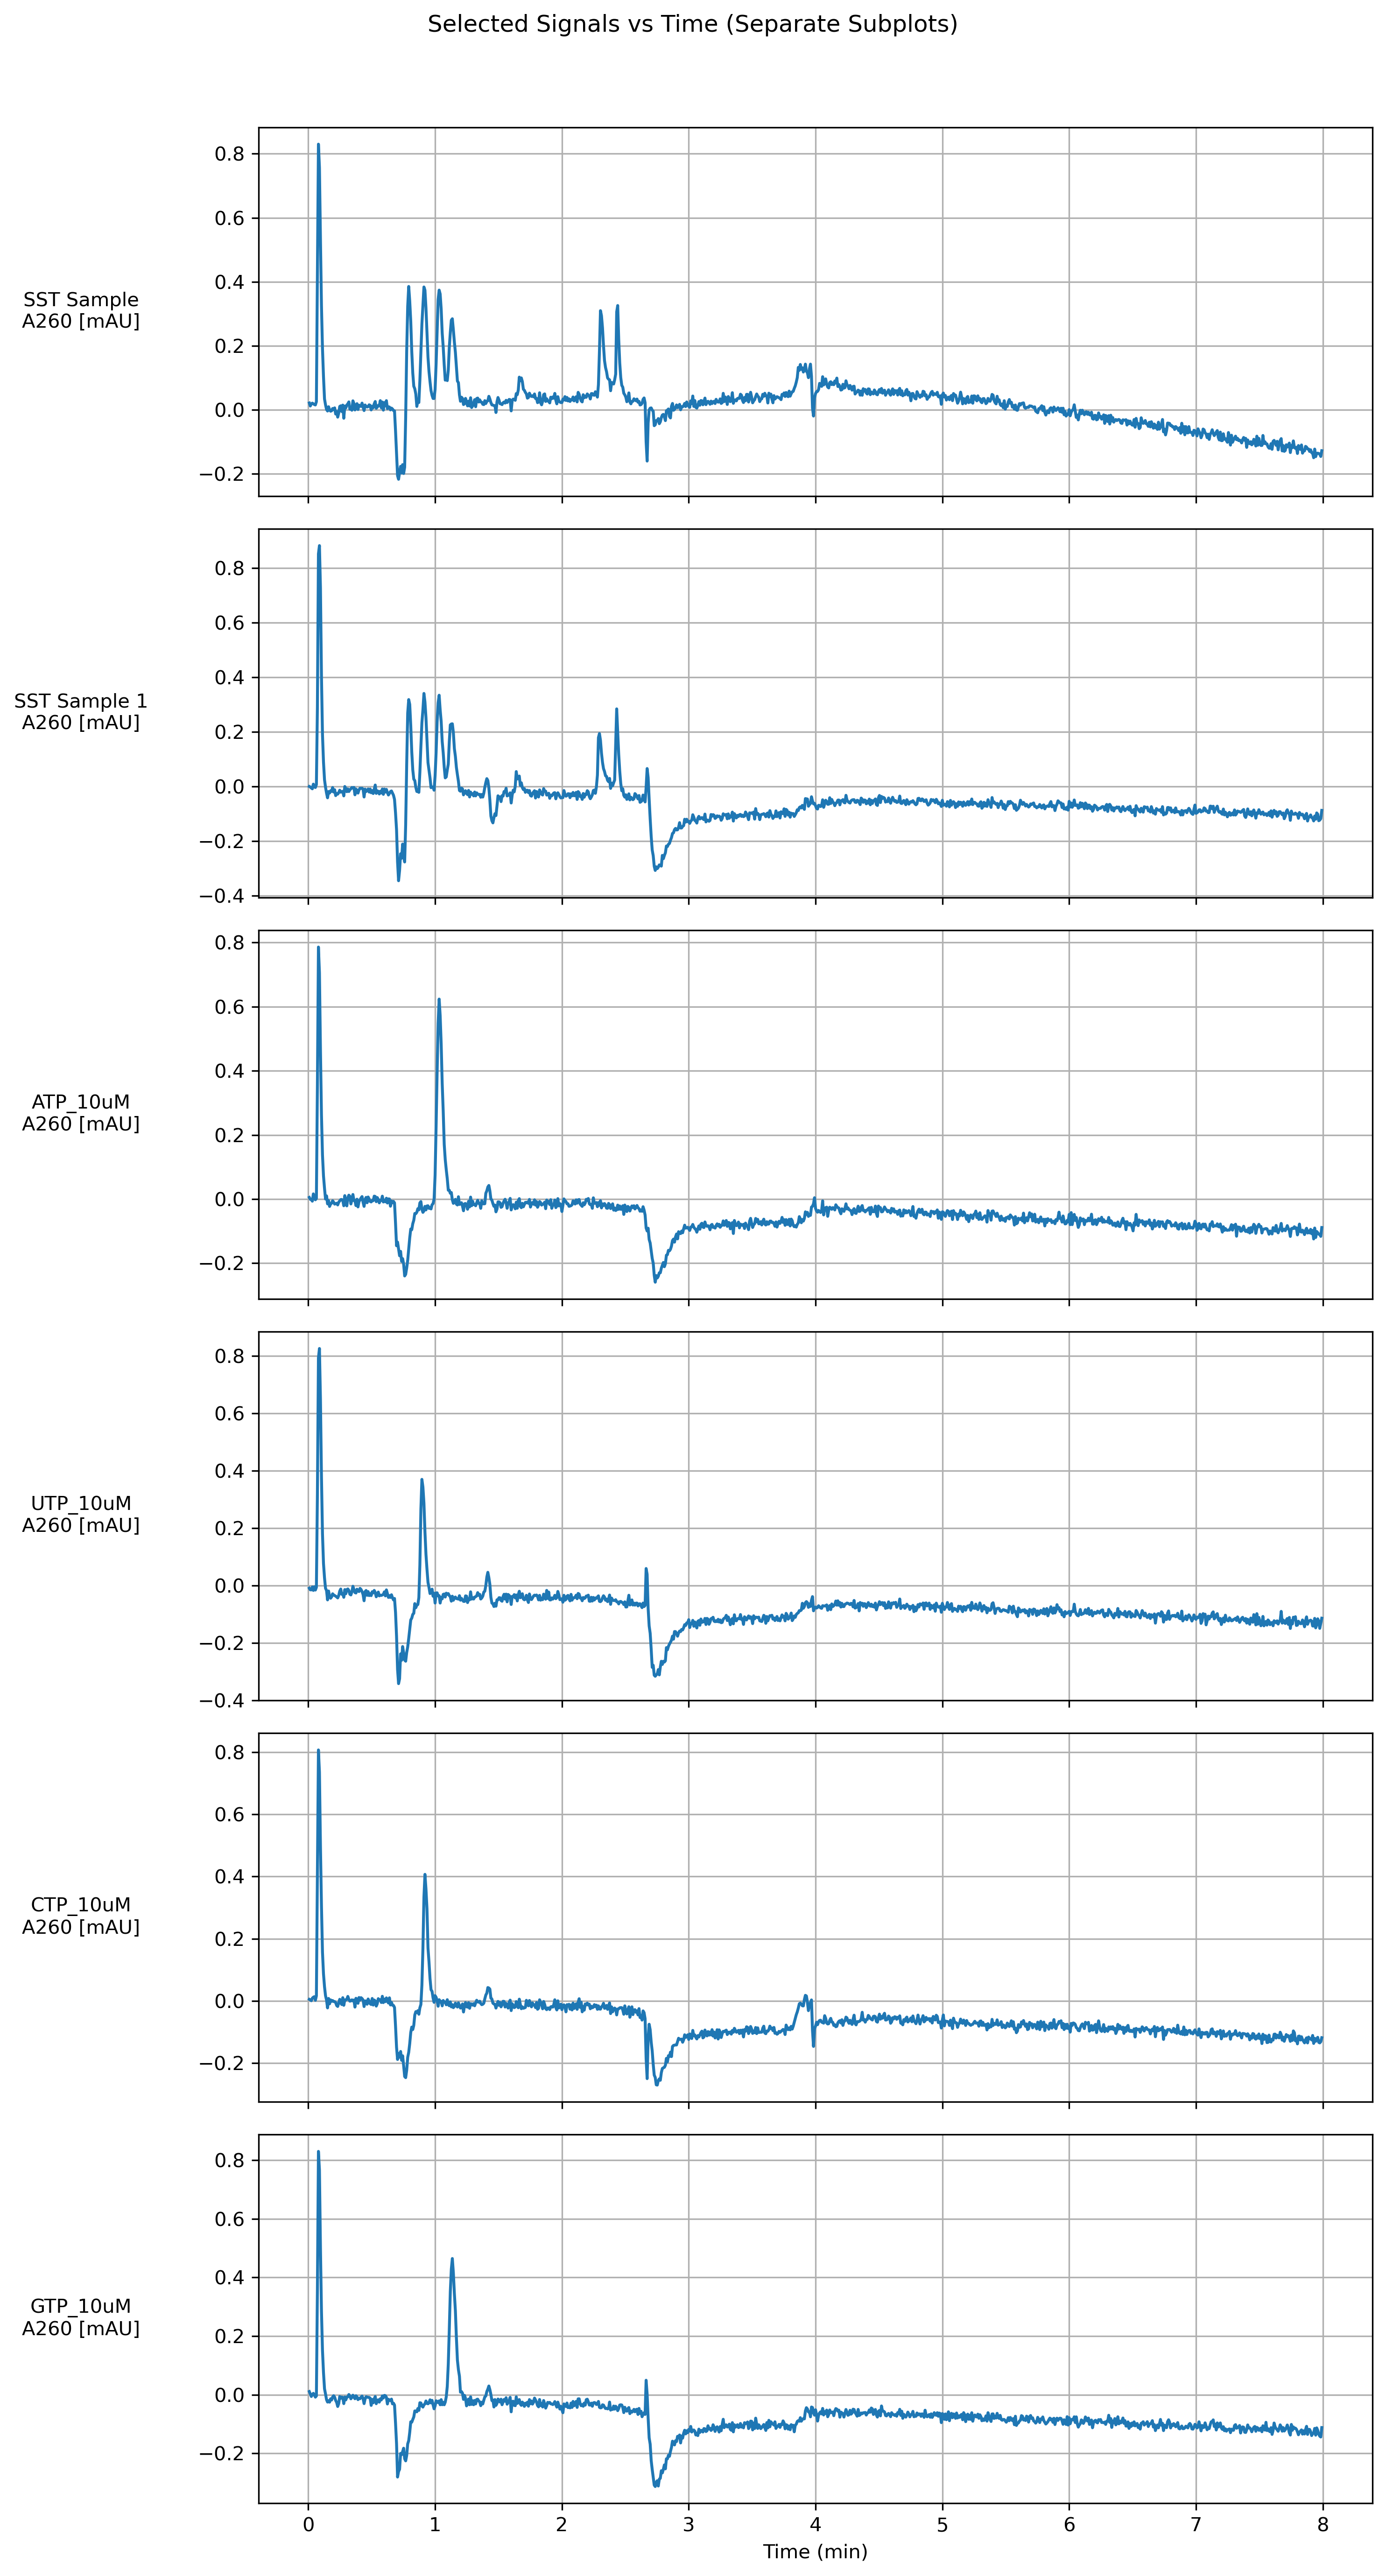 Selected Signals vs Time (Separate Subplots)
0.8
0.6
0.4
SST Sample
A260 [mAU]
0.2
0.0
−0.2
0.8
0.6
0.4
SST Sample 1
A260 [mAU]
0.2
0.0
−0.2
−0.4
0.8
0.6
0.4
ATP_10uM
A260 [mAU]
0.2
0.0
−0.2
0.8
0.6
0.4
UTP_10uM
A260 [mAU]
0.2
0.0
−0.2
−0.4
0.8
0.6
0.4
CTP_10uM
A260 [mAU]
0.2
0.0
−0.2
0.8
0.6
0.4
GTP_10uM
A260 [mAU]
0.2
0.0
−0.2
0 1 2 3 4 5 6 7 8
Time (min)